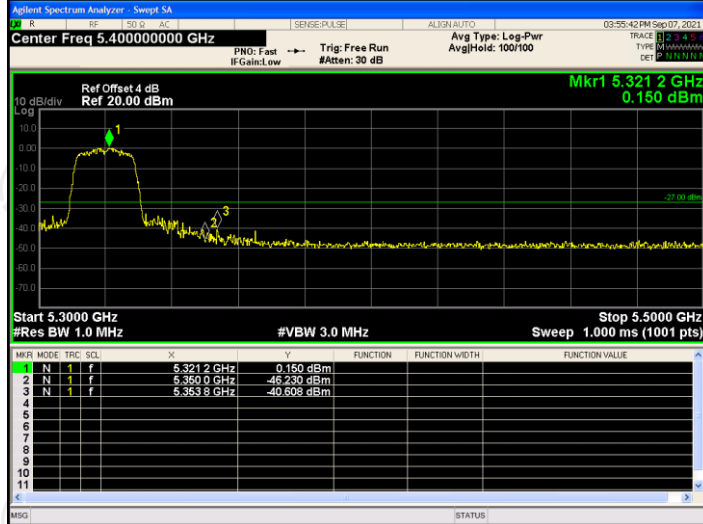 Agilent Spectrum Analyzer - Swept SA
LXI R RF 50 Ω AC SENSE:PULSE ALIGN AUTO 03:55:42 PM Sep 07, 2021
Center Freq 5.400000000 GHz
PNO: Fast
IFGain:Low
Trig: Free Run
#Atten: 30 dB
Avg Type: Log-Pwr
Avg|Hold: 100/100
TRACE 1 2 3 4 5 6
TYPE M
DET P N N N N N
Mkr1 5.321 2 GHz
0.150 dBm
Ref Offset 4 dB
10 dB/div Ref 20.00 dBm
Log
10.0
0.00
-10.0
-20.0
-30.0
-40.0
-50.0
-60.0
-70.0
1
2
3
-27.00 dBm
Start 5.3000 GHz Stop 5.5000 GHz
#Res BW 1.0 MHz #VBW 3.0 MHz Sweep 1.000 ms (1001 pts)
MKR MODE TRC SCL X Y FUNCTION FUNCTION WIDTH FUNCTION VALUE
1 N 1 f 5.321 2 GHz 0.150 dBm
2 N 1 f 5.350 0 GHz -46.230 dBm
3 N 1 f 5.353 8 GHz -40.608 dBm
4
5
6
7
8
9
10
11
MSG STATUS